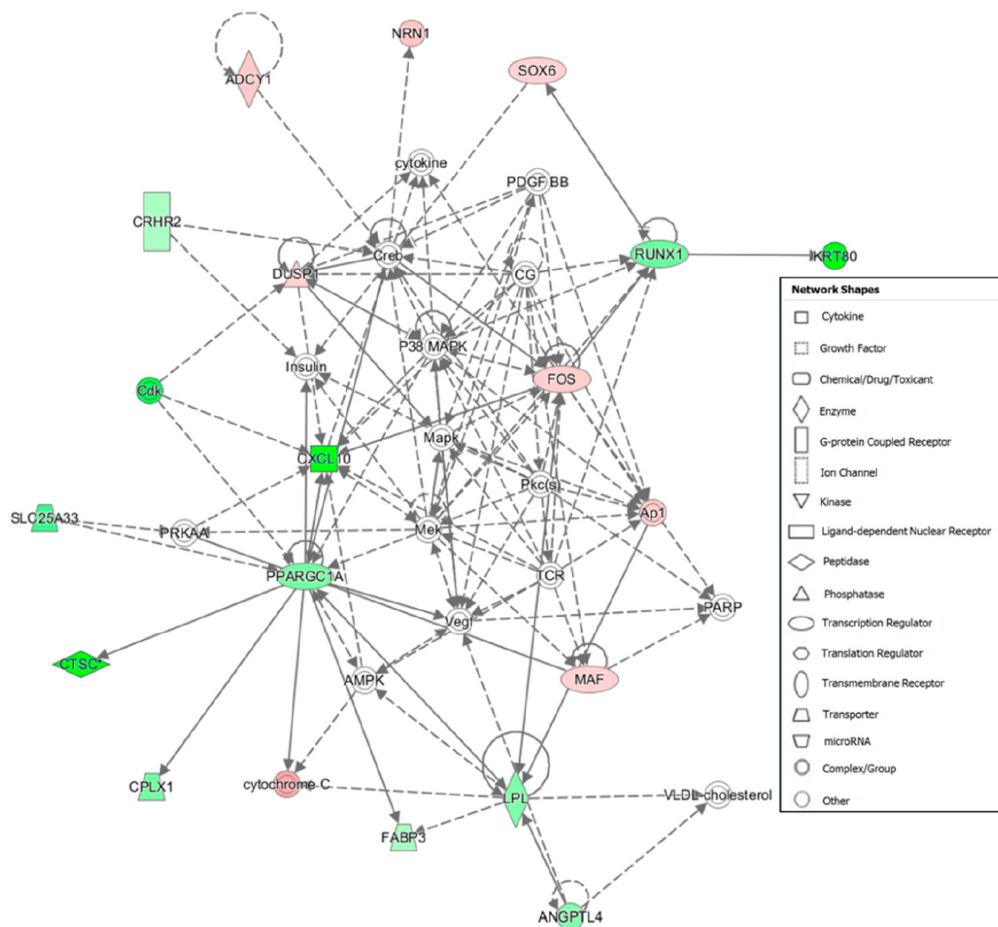 NRN1
ADCY1
SOX6
cytokine
PDGF BB
CRHR2
Creb
RUNX1
KRT80
DUSP1
CG
P38 MAPK
Insulin
FOS
Cdk
Mapk
CXCL10
Pkc(s)
SLC25A33
PRKAA
Mek
Ap1
PPARGC1A
TCR
PARP
Vegf
CTSC*
AMPK
MAF
CPLX1
cytochrome C
LPL
VLDL-cholesterol
FABP3
ANGPTL4
Network Shapes
Cytokine
Growth Factor
Chemical/Drug/Toxicant
Enzyme
G-protein Coupled Receptor
Ion Channel
Kinase
Ligand-dependent Nuclear Receptor
Peptidase
Phosphatase
Transcription Regulator
Translation Regulator
Transmembrane Receptor
Transporter
microRNA
Complex/Group
Other